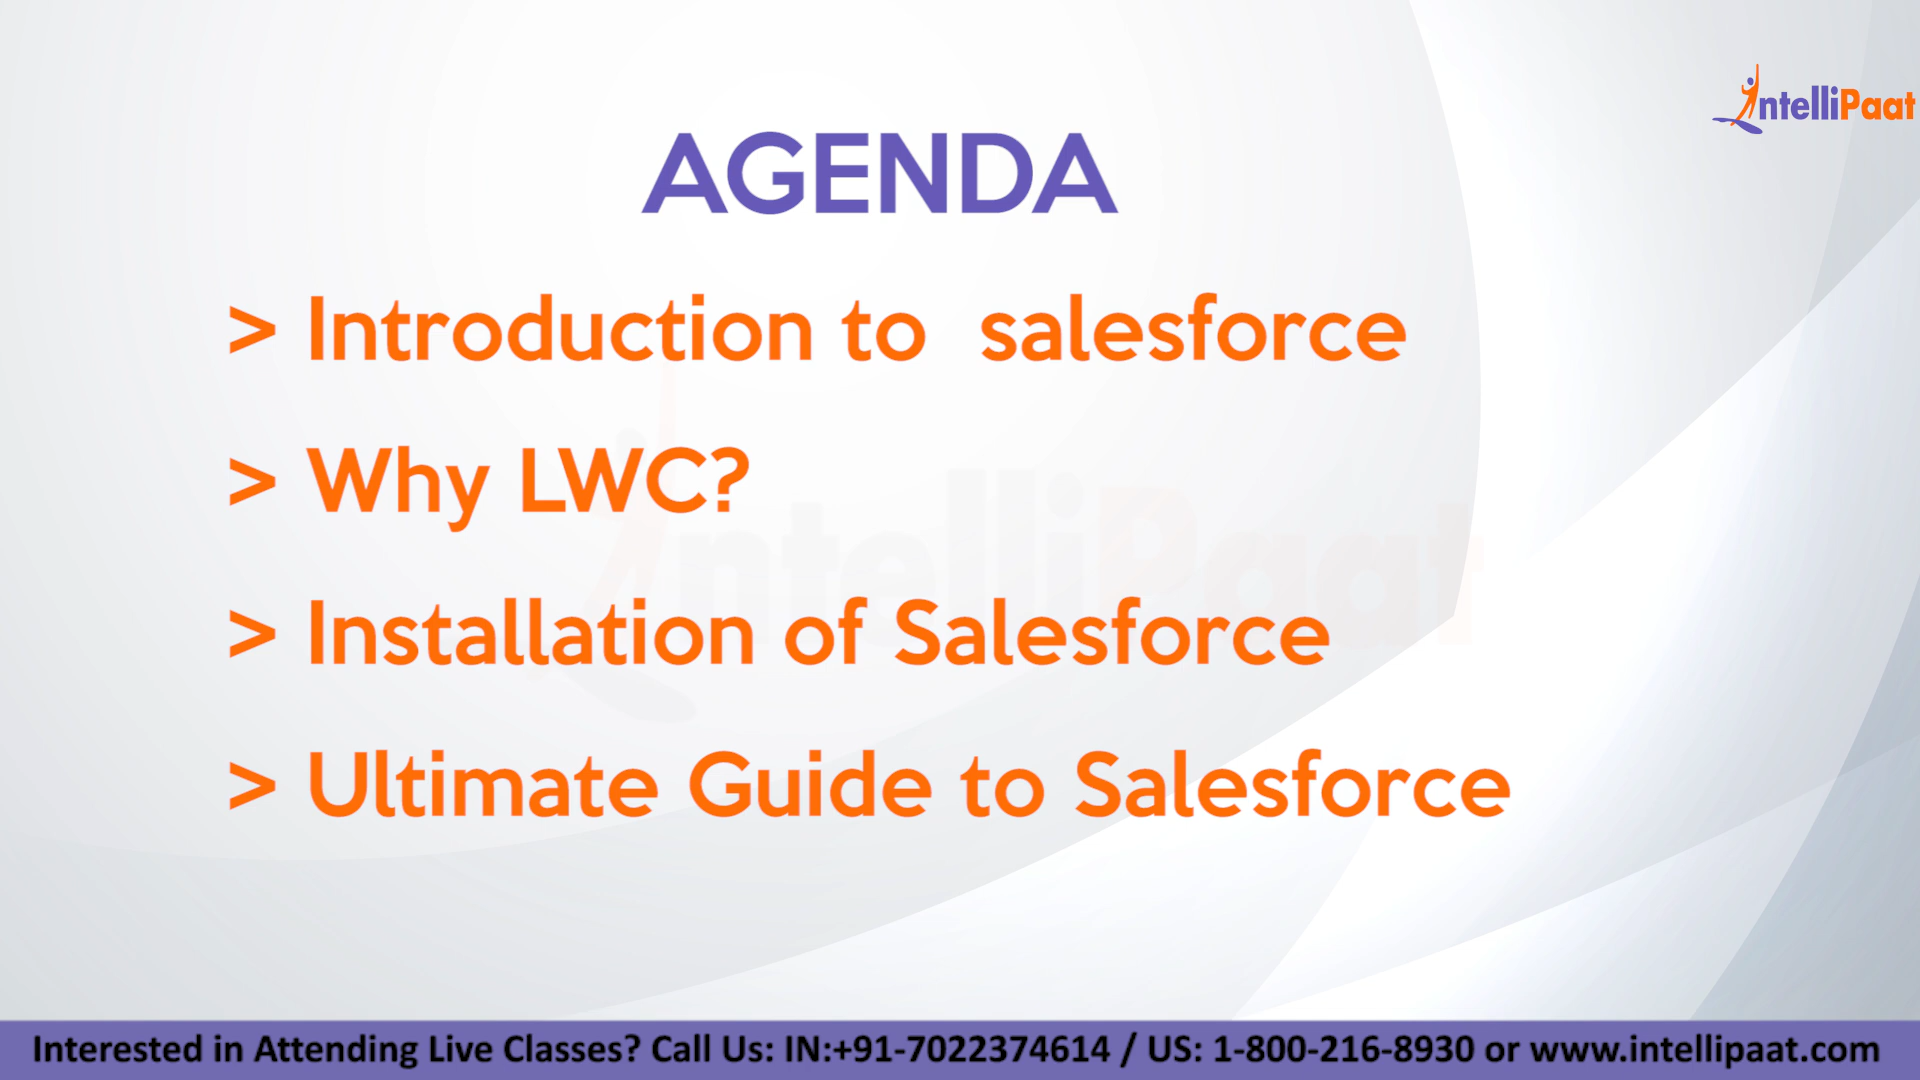 IntelliPaat
AGENDA
> Introduction to  salesforce
> Why LWC?
> Installation of Salesforce
> Ultimate Guide to Salesforce
IntelliPaat
Interested in Attending Live Classes? Call Us: IN:+91-7022374614 / US: 1-800-216-8930 or www.intellipaat.com